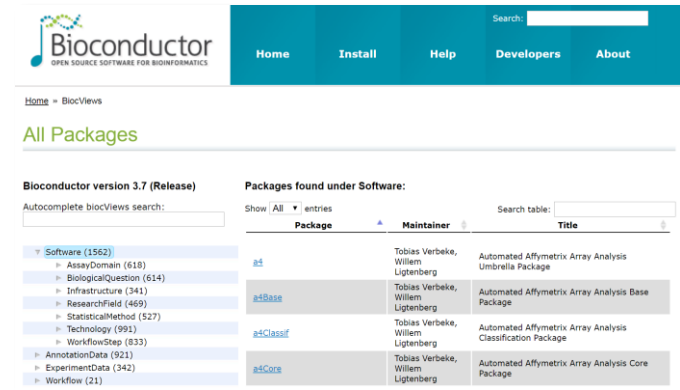 Search:
Bioconductor
OPEN SOURCE SOFTWARE FOR BIOINFORMATICS
Home Install Help Developers About
Home » BiocViews
All Packages
Bioconductor version 3.7 (Release)
Autocomplete biocViews search:
Software (1562)
AssayDomain (618)
BiologicalQuestion (614)
Infrastructure (341)
ResearchField (469)
StatisticalMethod (527)
Technology (991)
WorkflowStep (833)
AnnotationData (921)
ExperimentData (342)
Workflow (21)
Packages found under Software:
Show All entries
Search table:
Package Maintainer Title
a4
Tobias Verbeke,
Willem
Ligtenberg
Automated Affymetrix Array Analysis
Umbrella Package
a4Base
Tobias Verbeke,
Willem
Ligtenberg
Automated Affymetrix Array Analysis Base
Package
a4Classif
Tobias Verbeke,
Willem
Ligtenberg
Automated Affymetrix Array Analysis
Classification Package
a4Core
Tobias Verbeke,
Willem
Ligtenberg
Automated Affymetrix Array Analysis Core
Package